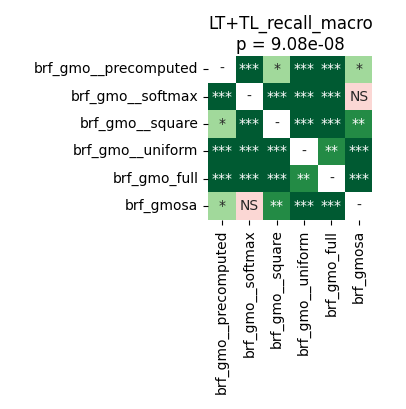 LT+TL_recall_macro
p = 9.08e-08
brf_gmo__precomputed - *** * *** *** *
brf_gmo__softmax *** - *** *** *** NS
brf_gmo__square * *** - *** *** **
brf_gmo__uniform *** *** *** - ** ***
brf_gmo_full *** *** *** ** - ***
brf_gmosa * NS ** *** *** -
brf_gmo__precomputed
brf_gmo__softmax
brf_gmo__square
brf_gmo__uniform
brf_gmo_full
brf_gmosa